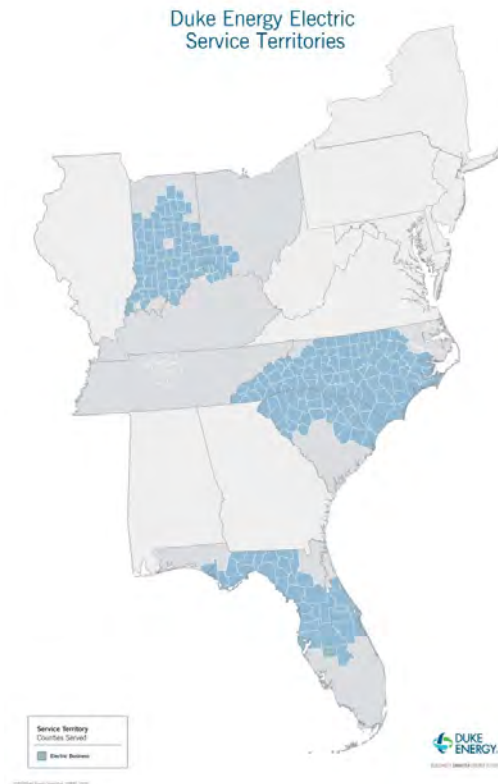 Duke Energy Electric
Service Territories
Service Territory
Counties Served
Electric Business
DUKE
ENERGY